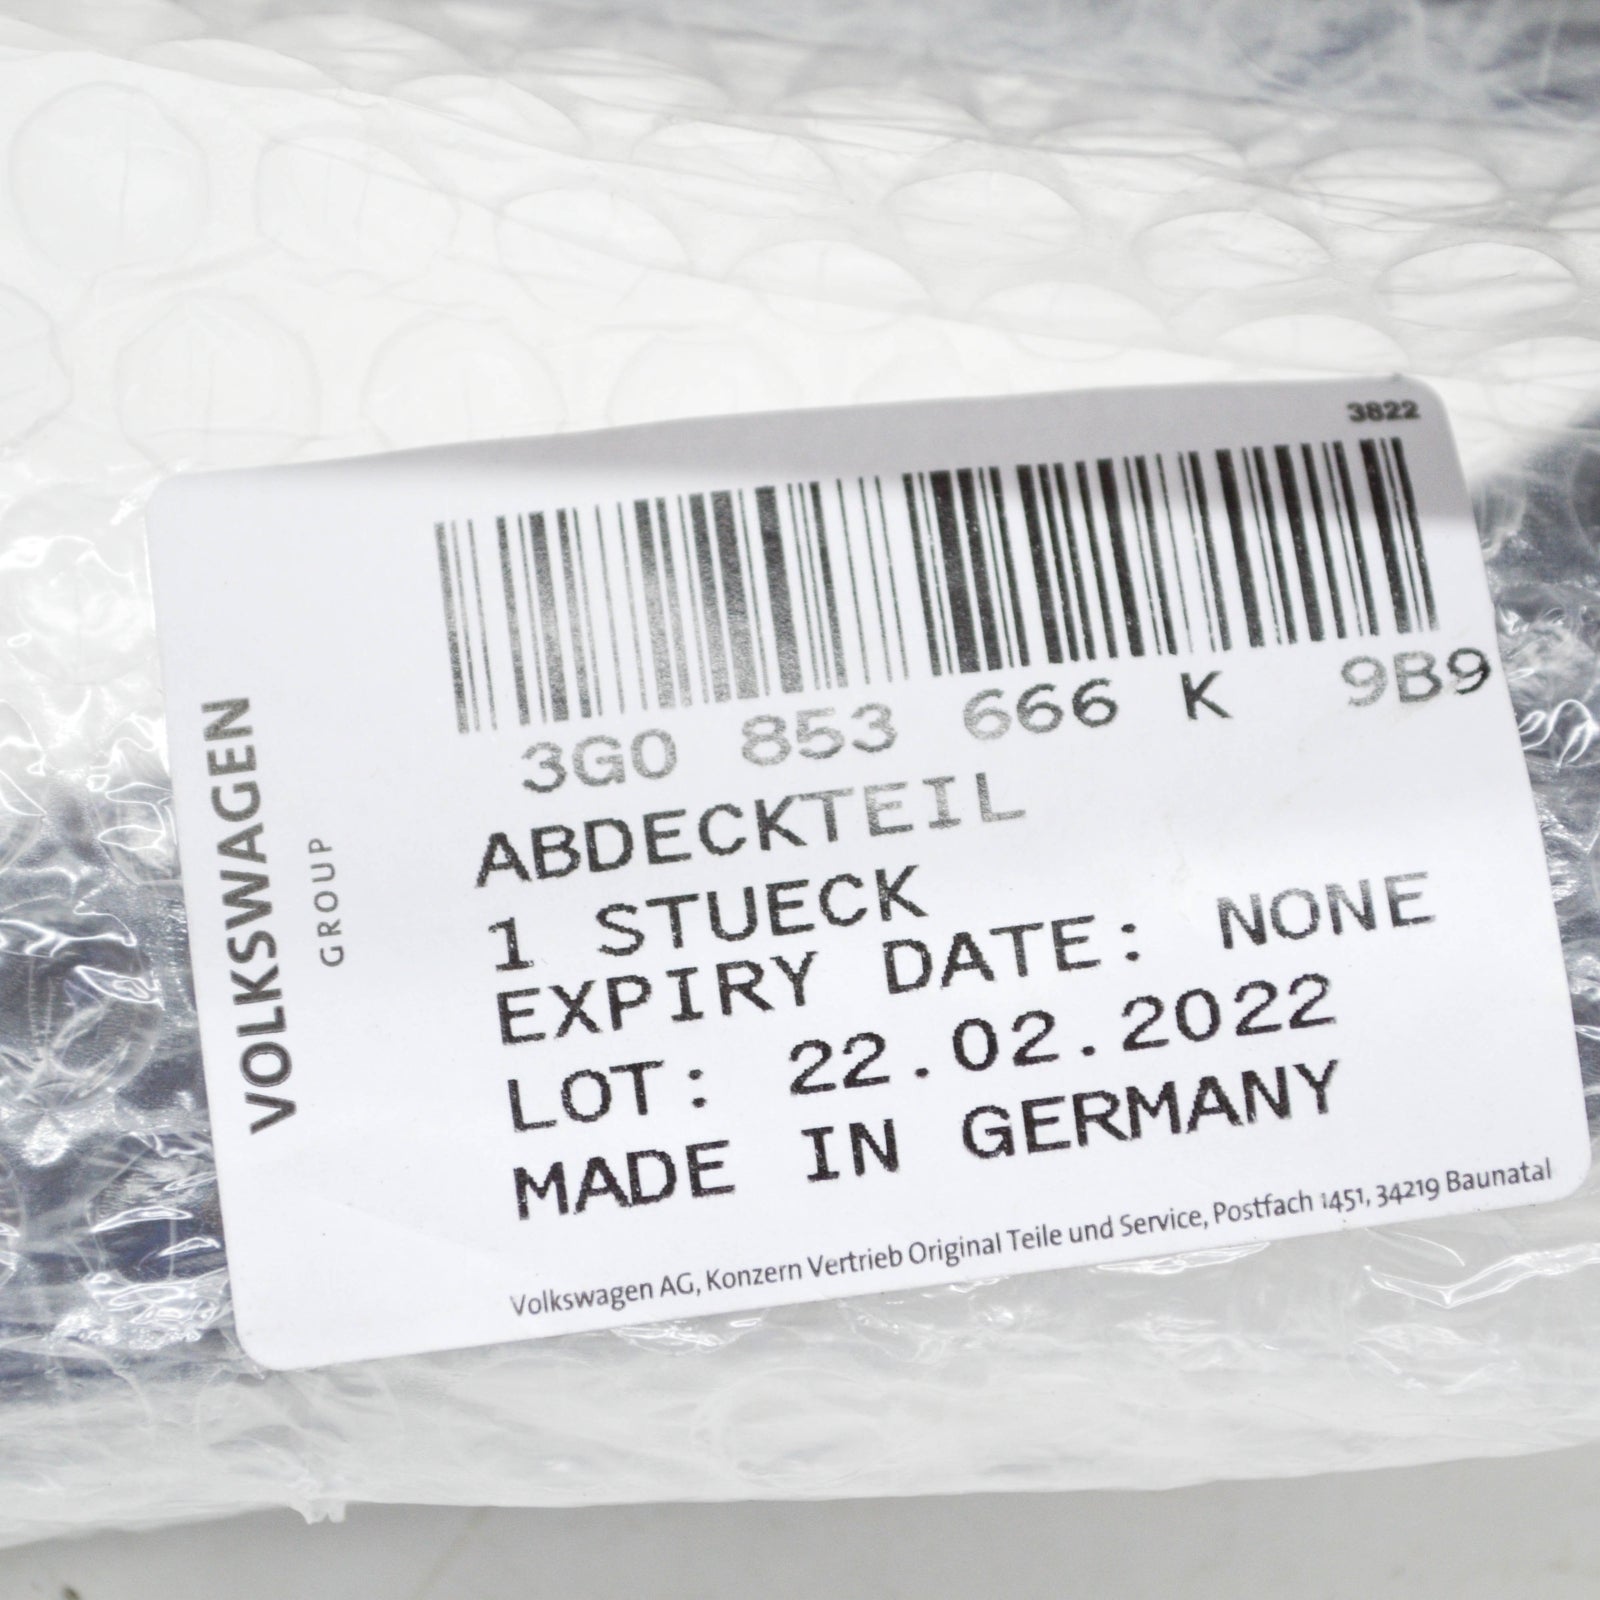 3822
3G0 853 666 K 9B9
ABDECKTEIL
1 STUECK
EXPIRY DATE: NONE
LOT: 22.02.2022
MADE IN GERMANY
Volkswagen AG, Konzern Vertrieb Original Teile und Service, Postfach 1451, 34219 Baunatal
VOLKSWAGEN
GROUP